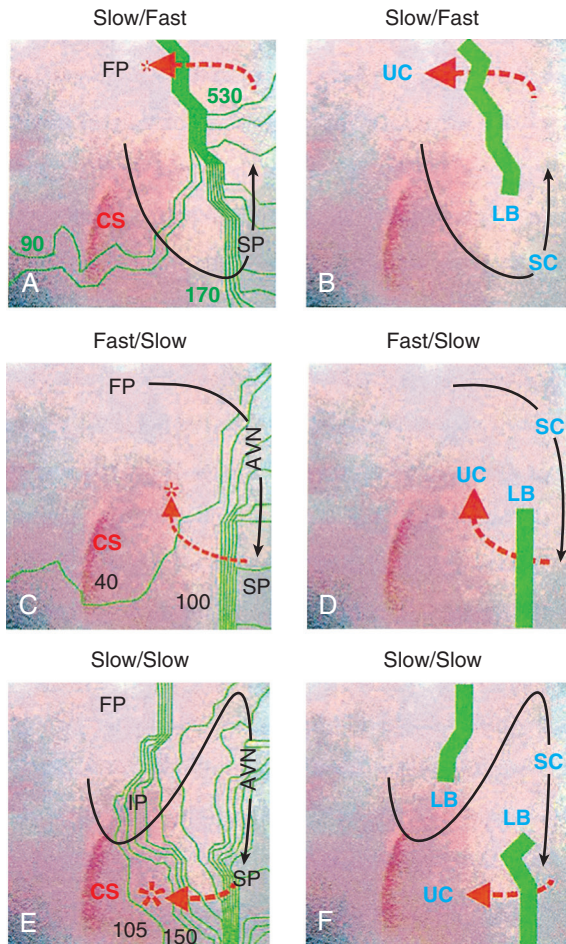 Slow/Fast
FP *
530
CS
90
SP
170
A
Slow/Fast
UC
LB
SC
B
Fast/Slow
FP
AVN
*
CS
40
100
SP
C
Fast/Slow
SC
UC
LB
D
Slow/Slow
FP
AVN
IP
SP
CS *
105
150
E
Slow/Slow
SC
LB
LB
UC
F